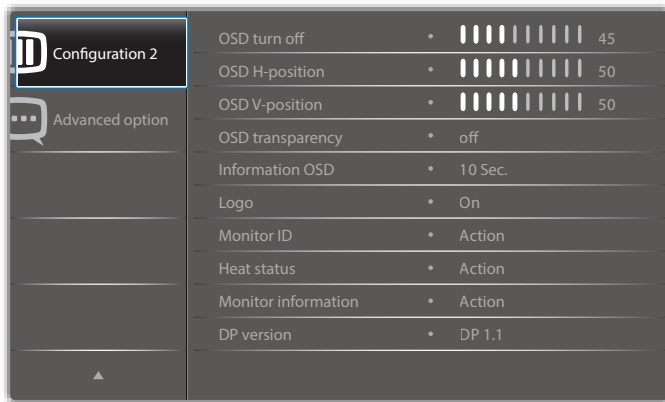 Configuration 2
Advanced option
OSD turn off • 45
OSD H-position • 50
OSD V-position • 50
OSD transparency • off
Information OSD • 10 Sec.
Logo • On
Monitor ID • Action
Heat status • Action
Monitor information • Action
DP version • DP 1.1